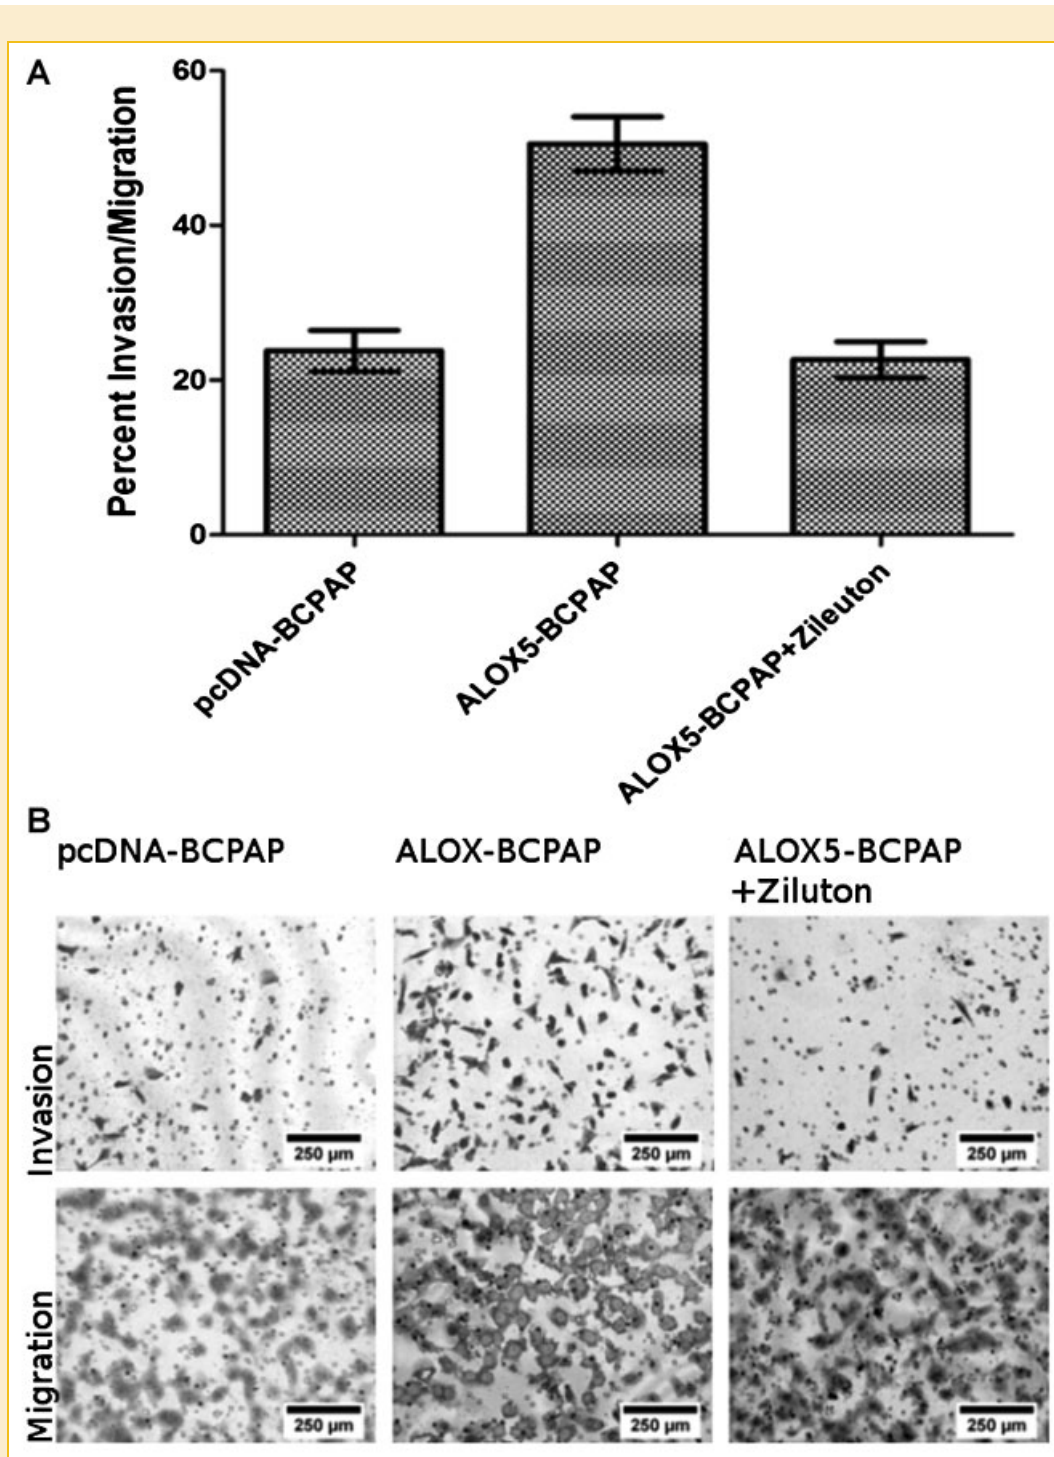 A
60
40
20
0
Percent Invasion/Migration
pcDNA-BCPAP
ALOX5-BCPAP
ALOX5-BCPAP+Zileuton
B
pcDNA-BCPAP
ALOX-BCPAP
ALOX5-BCPAP
+Ziluton
Invasion
250 µm
250 µm
250 µm
Migration
250 µm
250 µm
250 µm